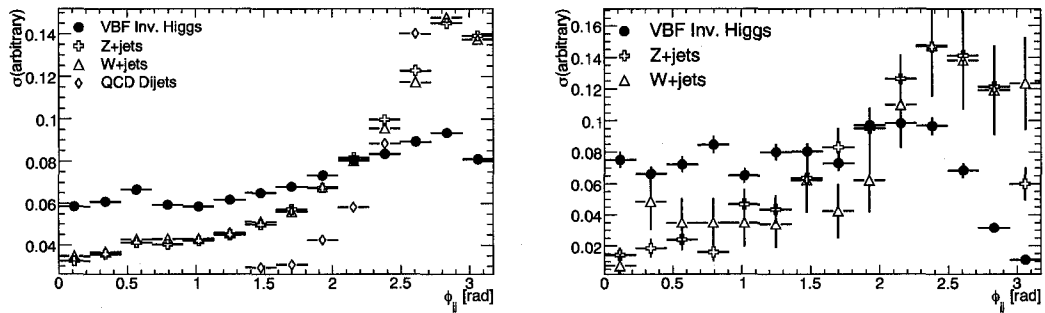 σ(arbitrary)
0.14
0.12
0.1
0.08
0.06
0.04
VBF Inv. Higgs
Z+jets
W+jets
QCD Dijets
0 0.5 1 1.5 2 2.5 3
ϕjj [rad]
σ(arbitrary)
0.16
0.14
0.12
0.1
0.08
0.06
0.04
0.02
VBF Inv. Higgs
Z+jets
W+jets
0 0.5 1 1.5 2 2.5 3
ϕjj [rad]